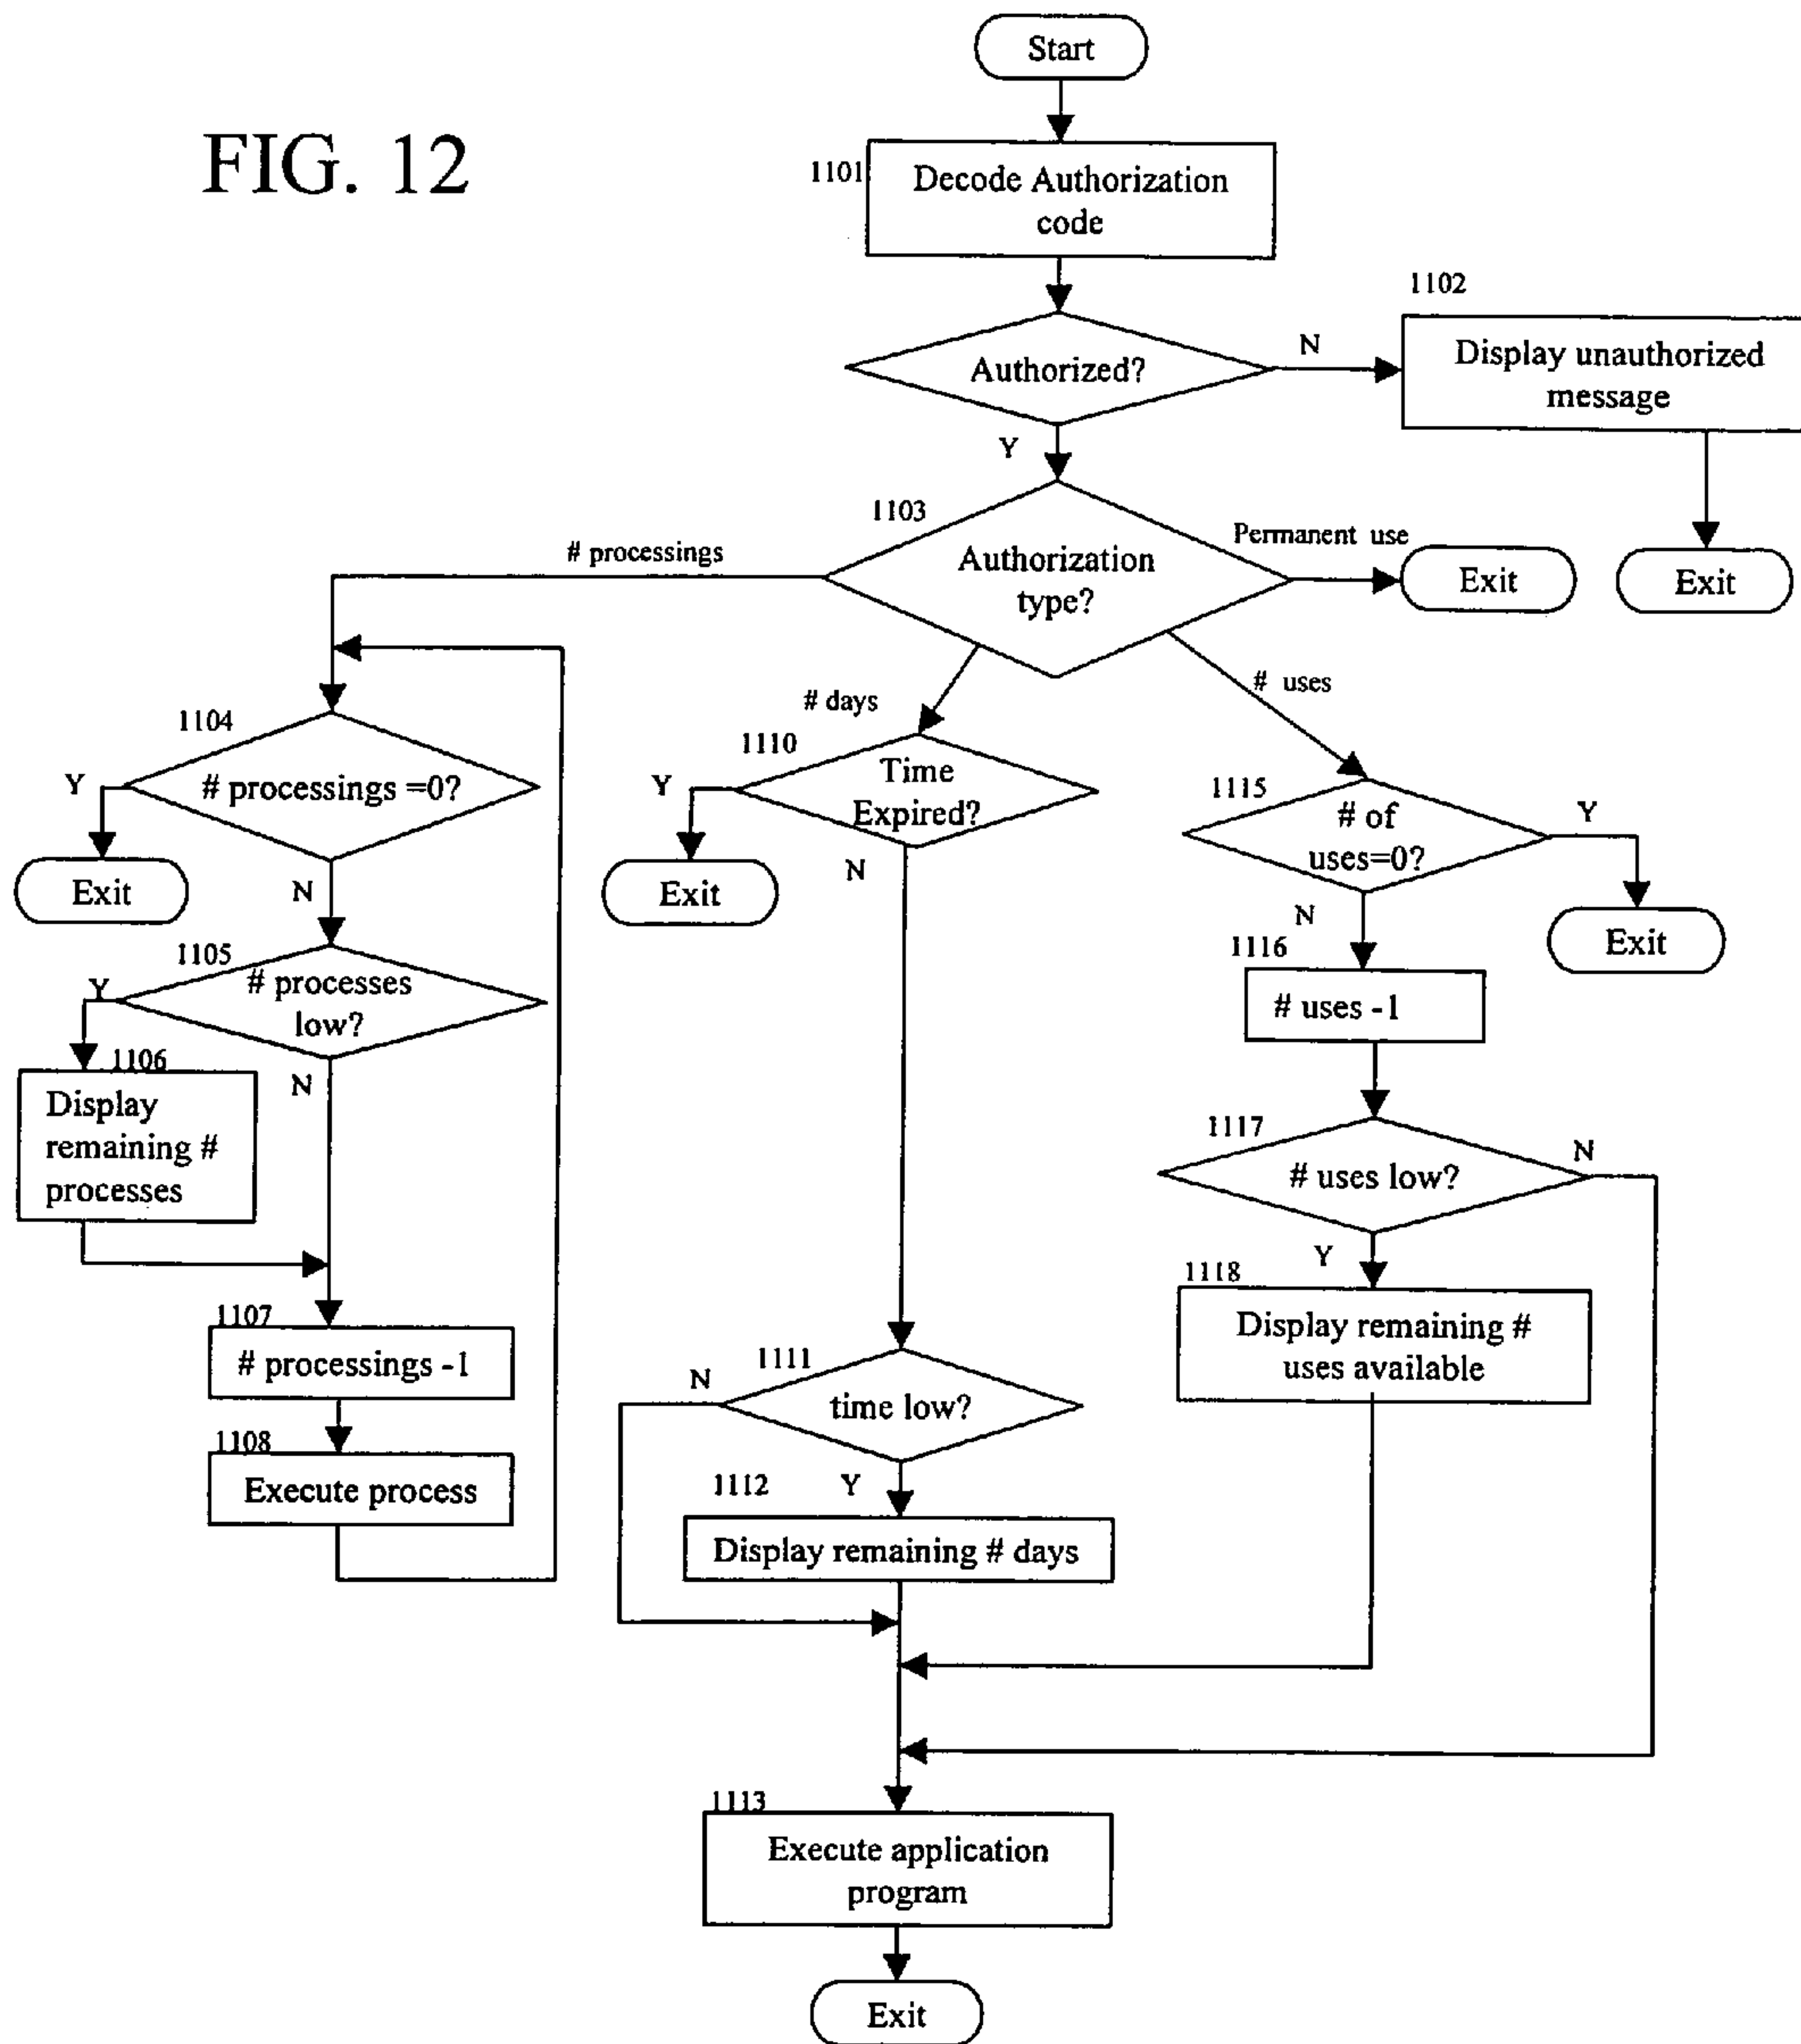 Start
FIG. 12
1101
Decode Authorization
code
1102
Authorized?
N
Display unauthorized
message
Y
1103
# processings
Authorization
type?
Permanent use
Exit
Exit
# days
# uses
1104
Y
# processings =0?
Exit
N
1110
Y
Time
Expired?
Exit
N
1115
# of
uses=0?
Y
Exit
N
1105
Y
# processes
low?
N
1106
Display
remaining #
processes
1116
# uses -1
1117
# uses low?
N
Y
1107
# processings -1
1108
Execute process
1118
Display remaining #
uses available
1111
N
time low?
Y
1112
Display remaining # days
1113
Execute application
program
Exit